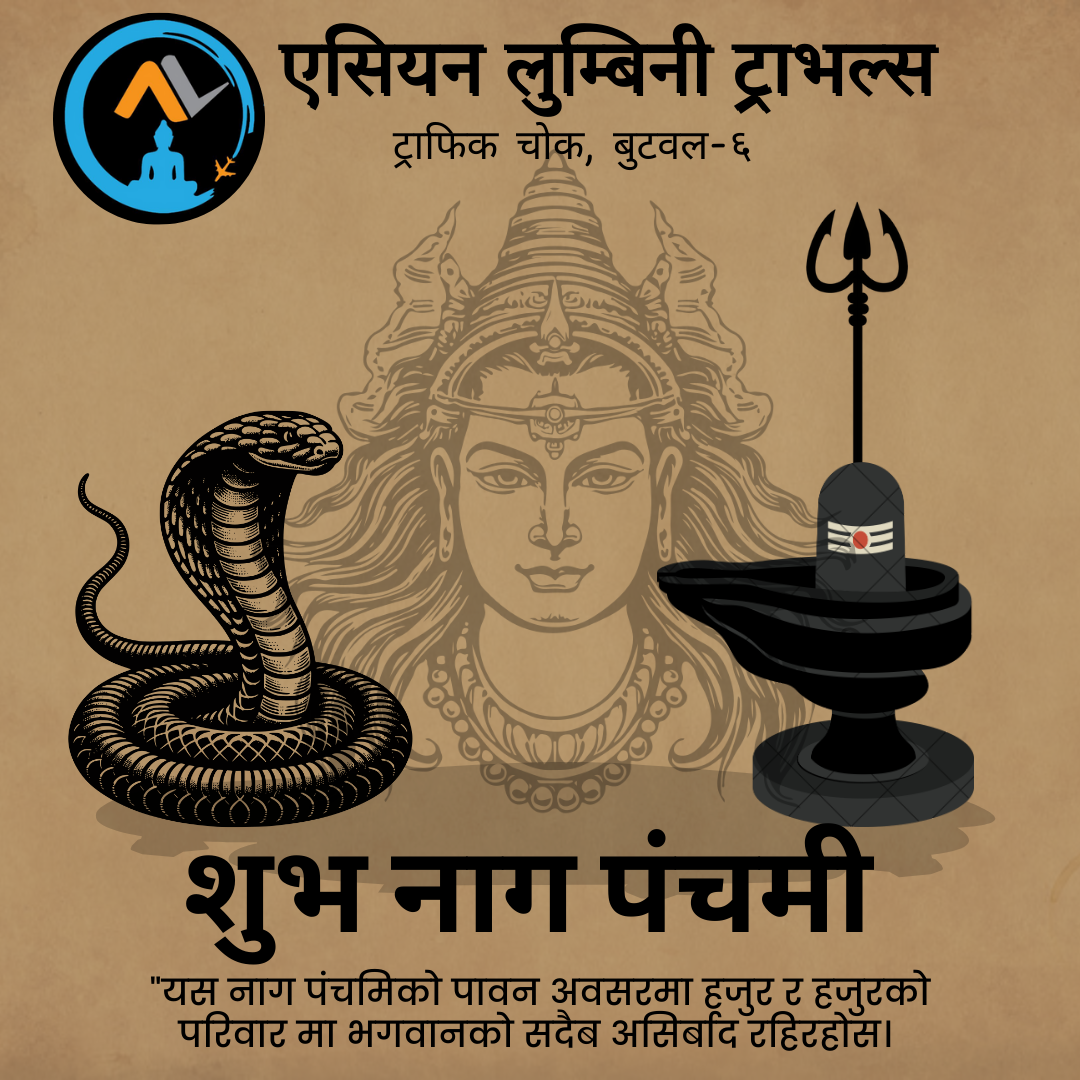 एसियन लुम्बिनी ट्राभल्स
ट्राफिक चोक, बुटवल-६
शुभ नाग पंचमी
"यस नाग पंचमिको पावन अवसरमा हजुर र हजुरको
परिवार मा भगवानको सदैब असिर्बाद रहिरहोस।